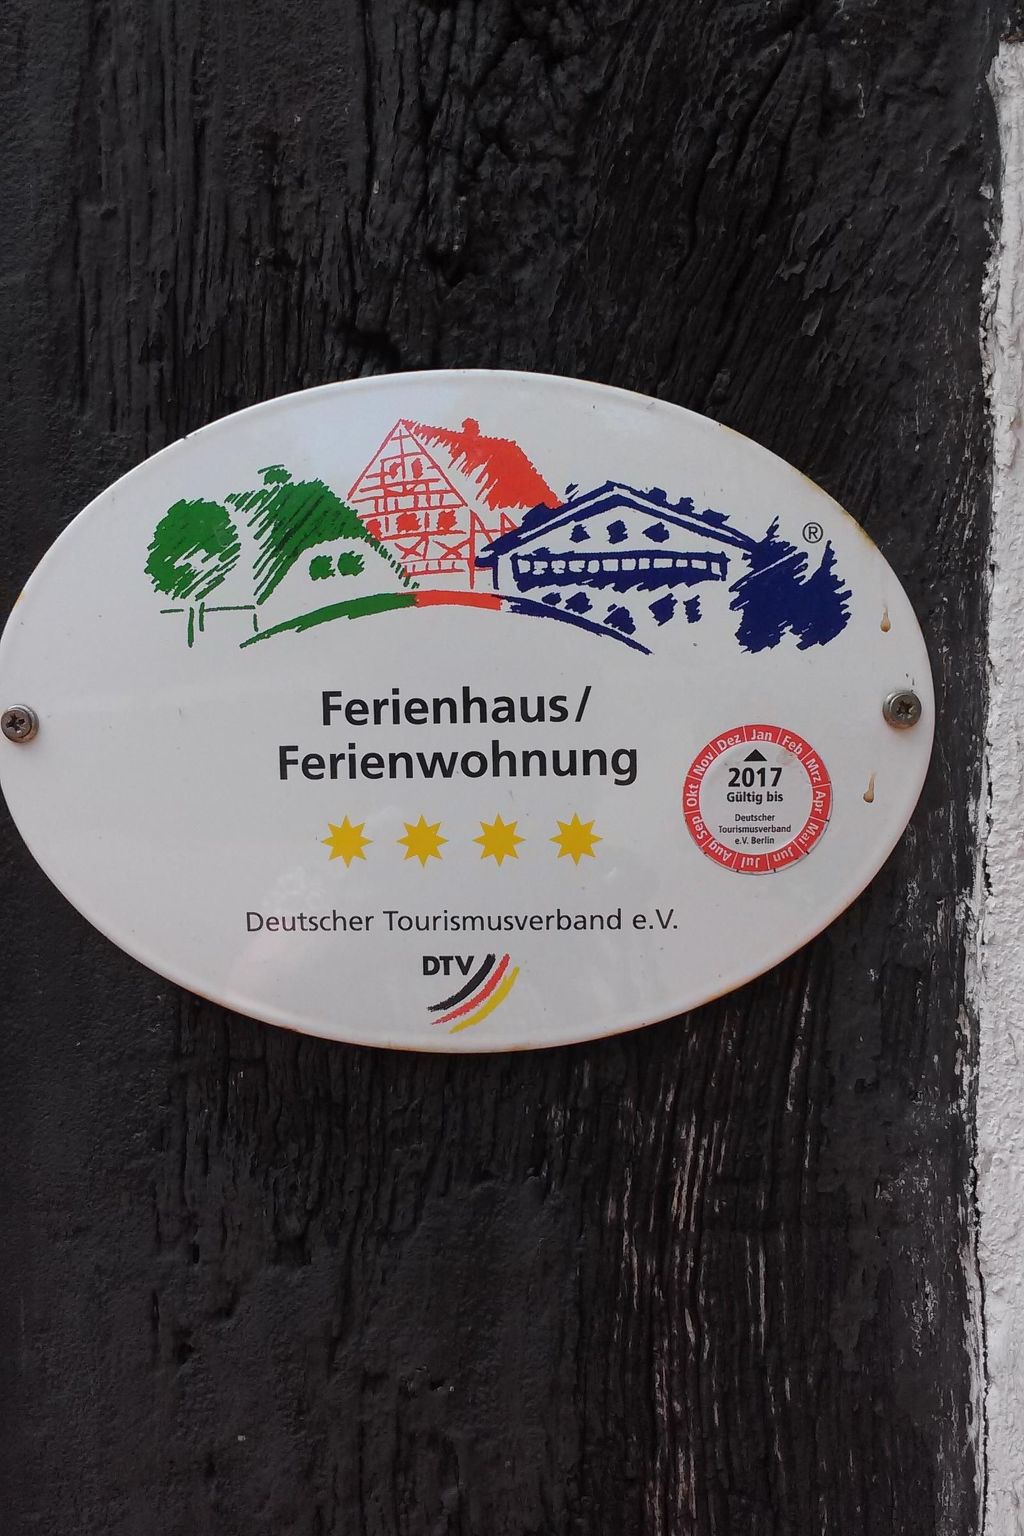 ®
Ferienhaus/
Ferienwohnung
Jan Feb Mrz Apr Mai Jun Jul Aug Sep Okt Nov Dez
2017
Gültig bis
Deutscher
Tourismusverband
e.V. Berlin
Deutscher Tourismusverband e.V.
DTV